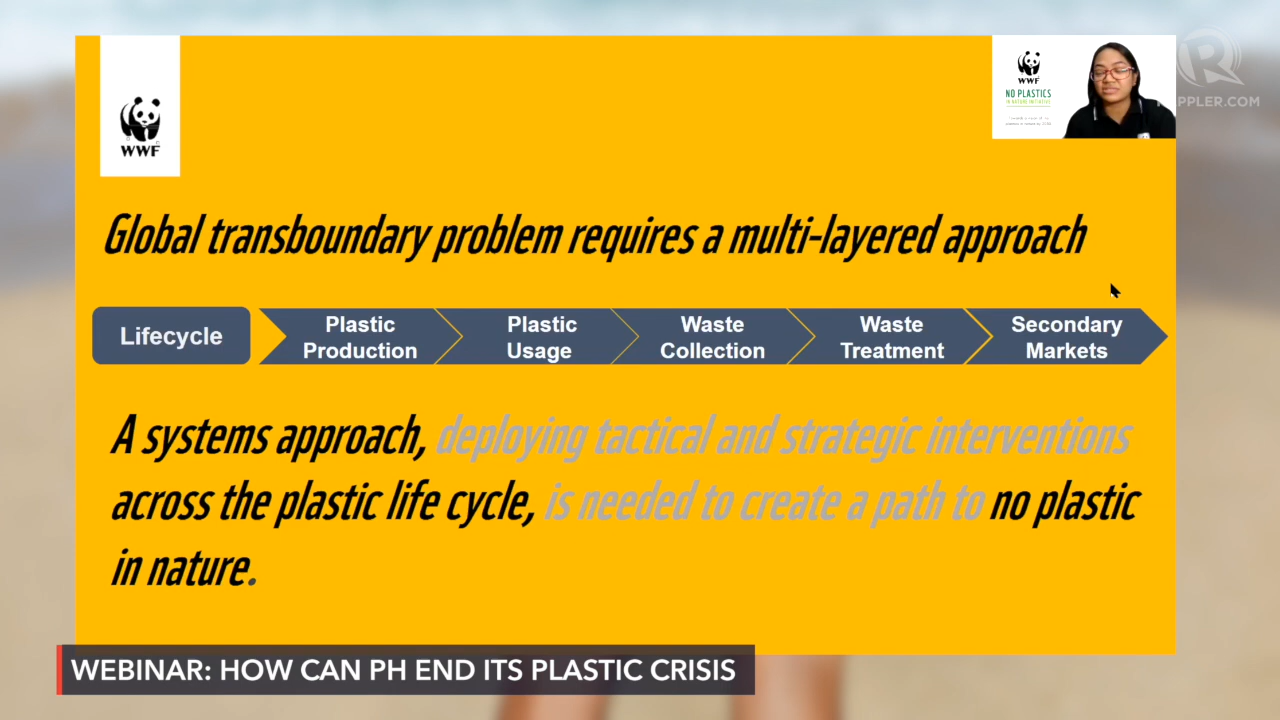 WWF
WWF
NO PLASTICS
IN NATURE INITIATIVE
RAPPLER.COM
Global transboundary problem requires a multi-layered approach
Lifecycle
Plastic
Production
Plastic
Usage
Waste
Collection
Waste
Treatment
Secondary
Markets
A systems approach, deploying tactical and strategic interventions
across the plastic life cycle, is needed to create a path to no plastic
in nature.
WEBINAR: HOW CAN PH END ITS PLASTIC CRISIS